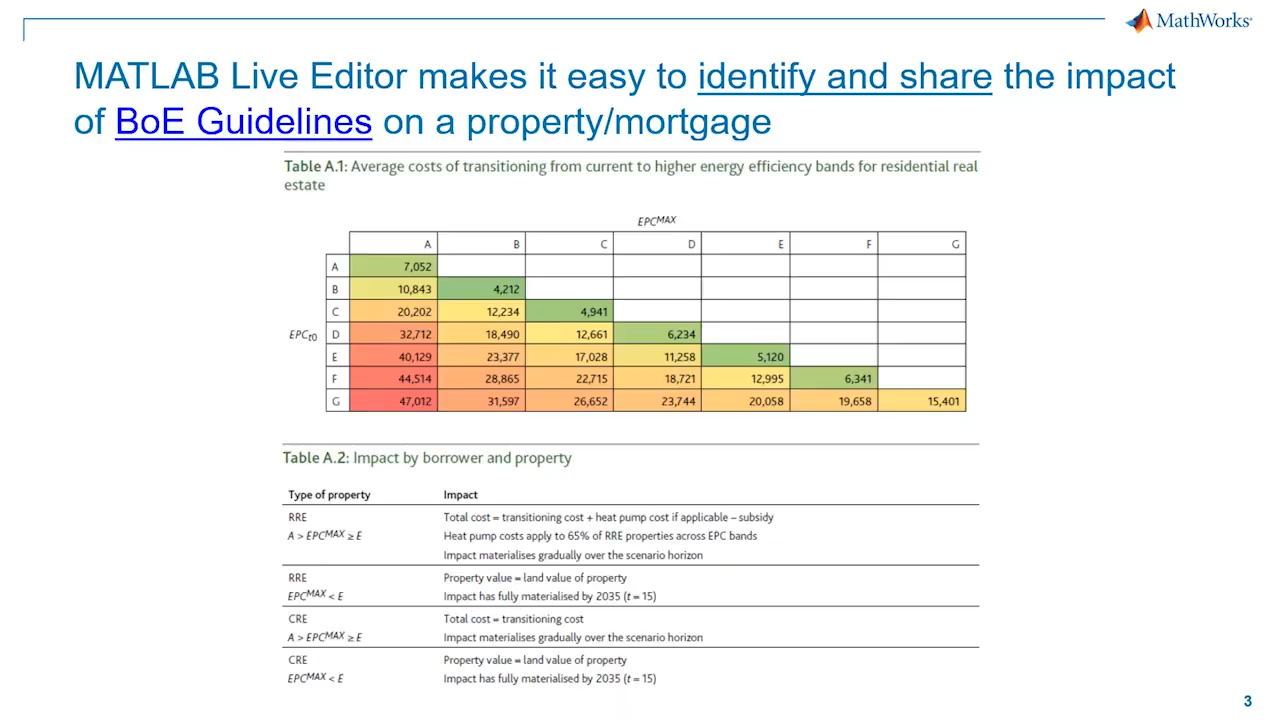 MathWorks®
MATLAB Live Editor makes it easy to identify and share the impact
of BoE Guidelines on a property/mortgage
Table A.1: Average costs of transitioning from current to higher energy efficiency bands for residential real
estate
EPCMAX
A B C D E F G
A 7,052
B 10,843 4,212
C 20,202 12,234 4,941
EPCt0 D 32,712 18,490 12,661 6,234
E 40,129 23,377 17,028 11,258 5,120
F 44,514 28,865 22,715 18,721 12,995 6,341
G 47,012 31,597 26,652 23,744 20,058 19,658 15,401
Table A.2: Impact by borrower and property
Type of property Impact
RRE Total cost = transitioning cost + heat pump cost if applicable – subsidy
A > EPCMAX ≥ E Heat pump costs apply to 65% of RRE properties across EPC bands
Impact materialises gradually over the scenario horizon
RRE Property value = land value of property
EPCMAX < E Impact has fully materialised by 2035 (t = 15)
CRE Total cost = transitioning cost
A > EPCMAX ≥ E Impact materialises gradually over the scenario horizon
CRE Property value = land value of property
EPCMAX < E Impact has fully materialised by 2035 (t = 15)
3